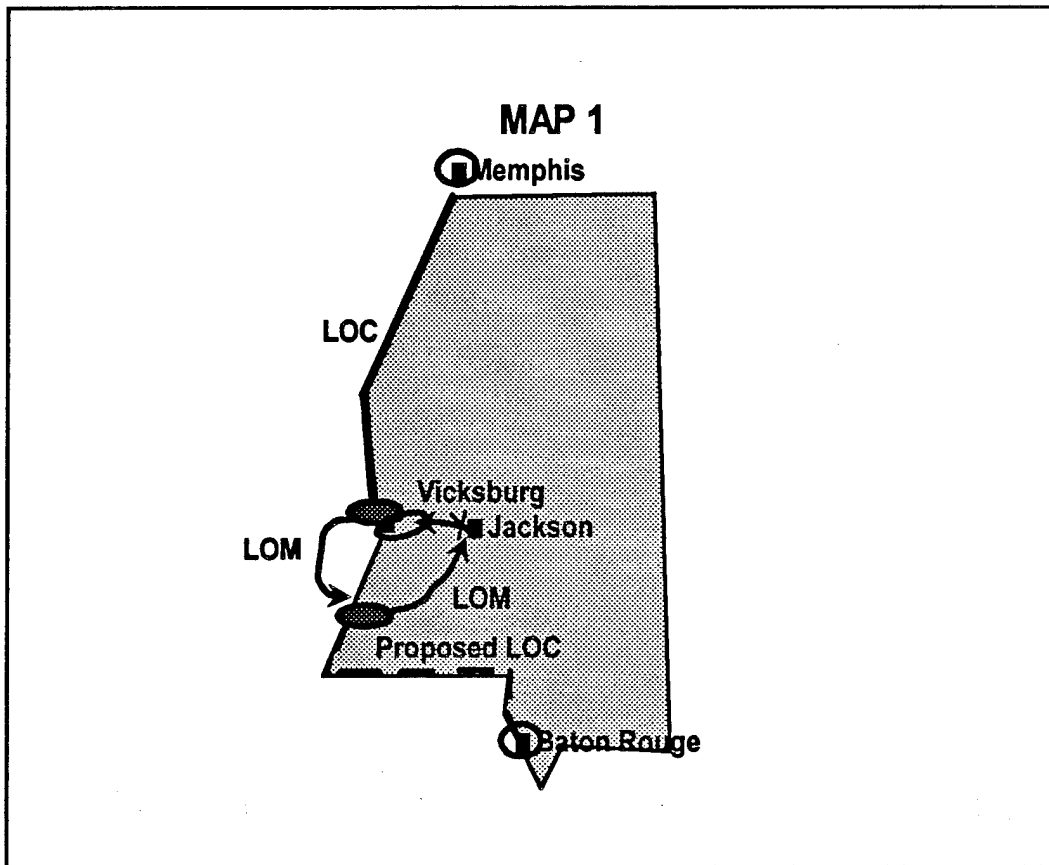 MAP 1
Memphis
LOC
Vicksburg
Jackson
LOM
LOM
Proposed LOC
Baton Rouge